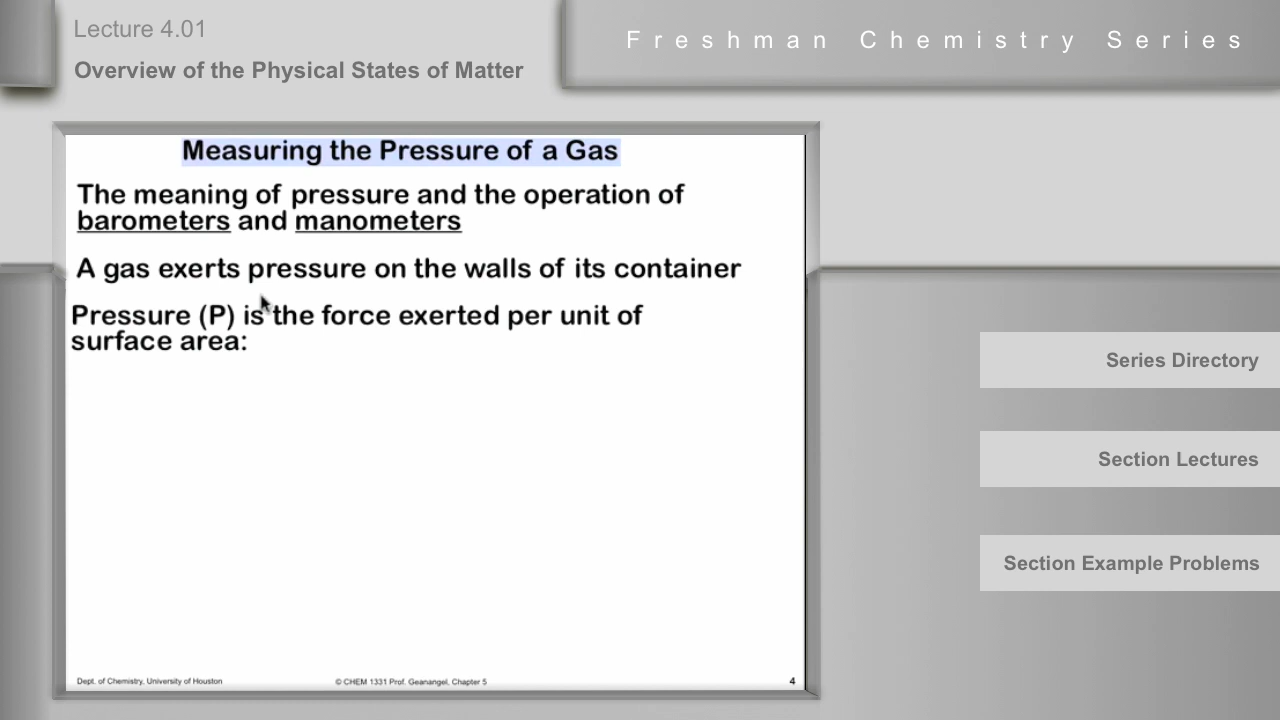 Lecture 4.01
Overview of the Physical States of Matter
Freshman Chemistry Series
Measuring the Pressure of a Gas
The meaning of pressure and the operation of
barometers and manometers
A gas exerts pressure on the walls of its container
Pressure (P) is the force exerted per unit of
surface area:
Series Directory
Section Lectures
Section Example Problems
Dept. of Chemistry, University of Houston
© CHEM 1331 Prof. Geanangel, Chapter 5
4